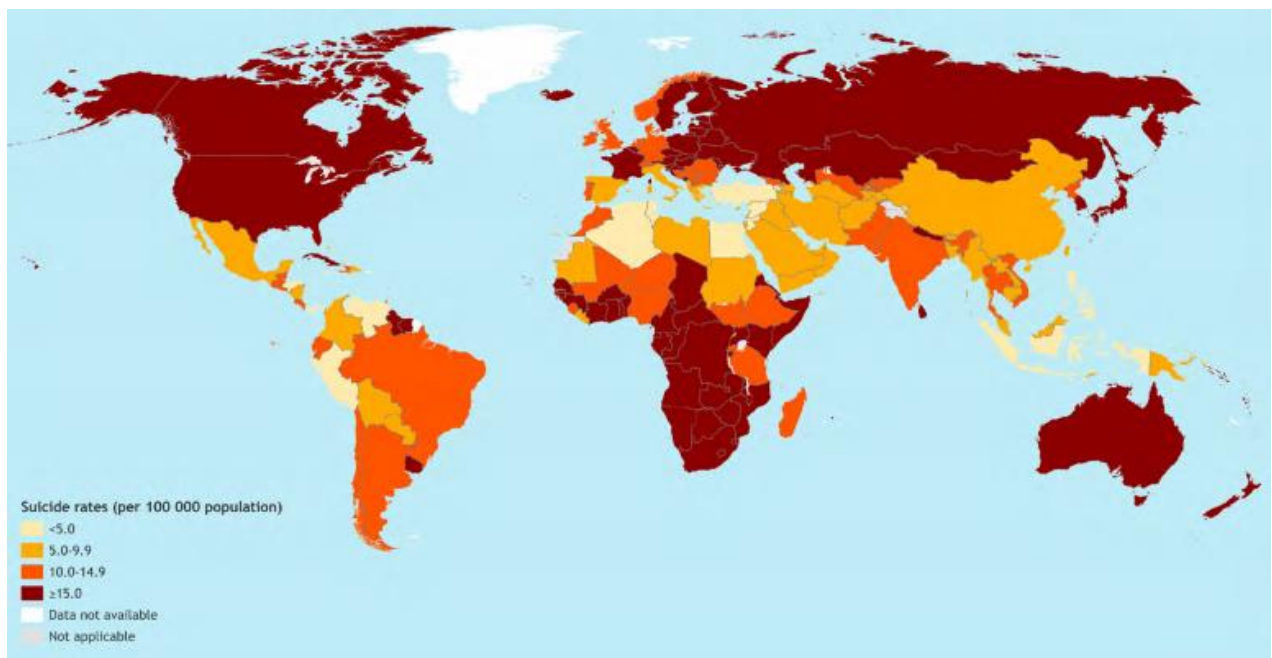 Suicide rates (per 100 000 population)
<5.0
5.0-9.9
10.0-14.9
≥15.0
Data not available
Not applicable